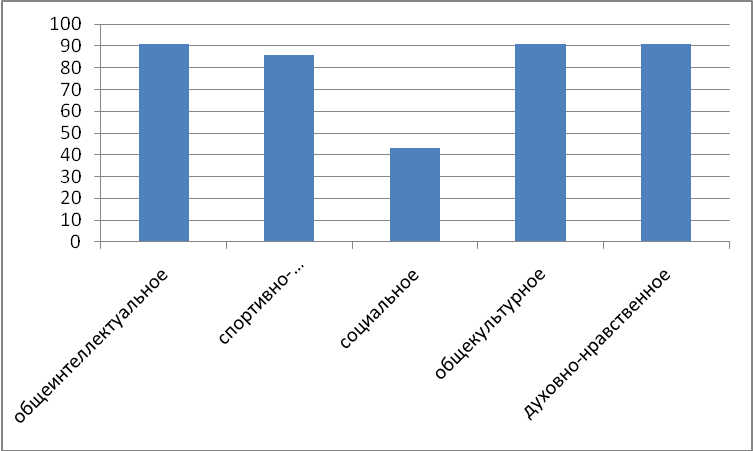 100
90
80
70
60
50
40
30
20
10
0
общеинтеллектуальное
спортивно-...
социальное
общекультурное
духовно-нравственное